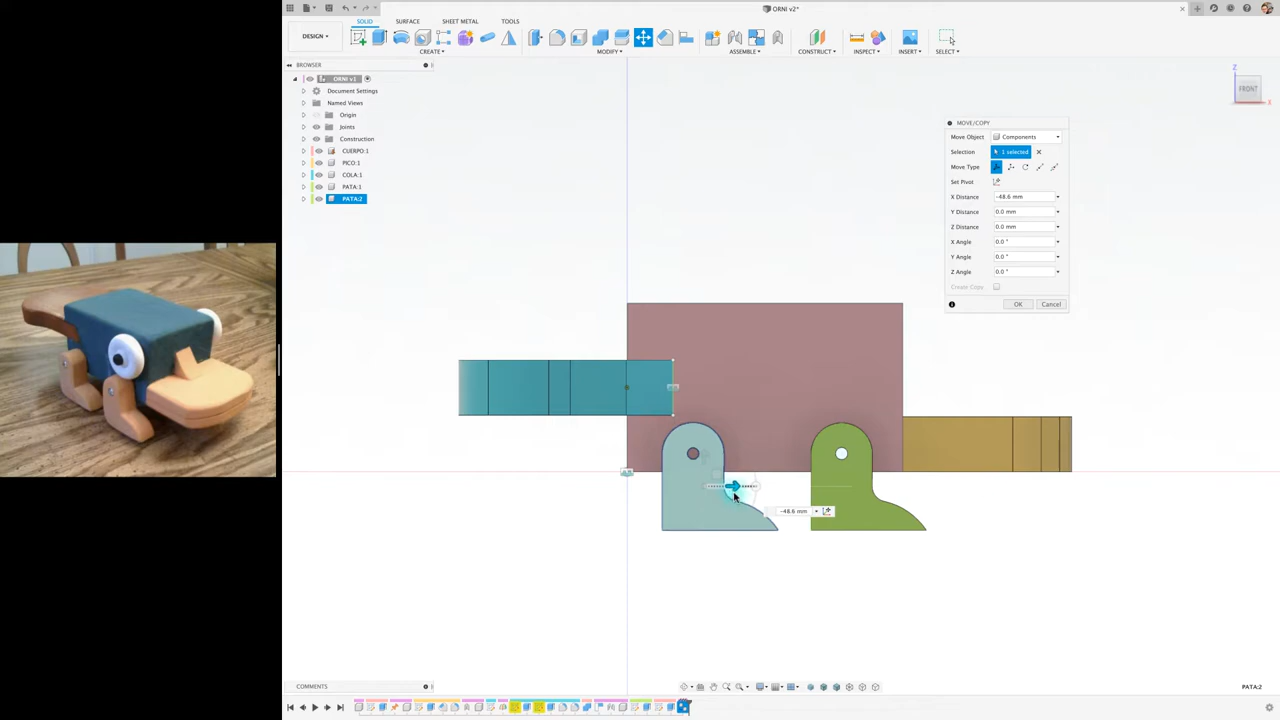 ORNI v2*
SOLID SURFACE SHEET METAL TOOLS
DESIGN
CREATE MODIFY ASSEMBLE CONSTRUCT INSPECT INSERT SELECT
BROWSER
ORNI v1
Document Settings
Named Views
Origin
Joints
Construction
CUERPO:1
PICO:1
COLA:1
PATA:1
PATA:2
Z
FRONT
X
MOVE/COPY
Move Object Components
Selection 1 selected
Move Type
Set Pivot
X Distance -48.6 mm
Y Distance 0.0 mm
Z Distance 0.0 mm
X Angle 0.0 °
Y Angle 0.0 °
Z Angle 0.0 °
Create Copy
OK Cancel
-48.6 mm
COMMENTS
PATA:2